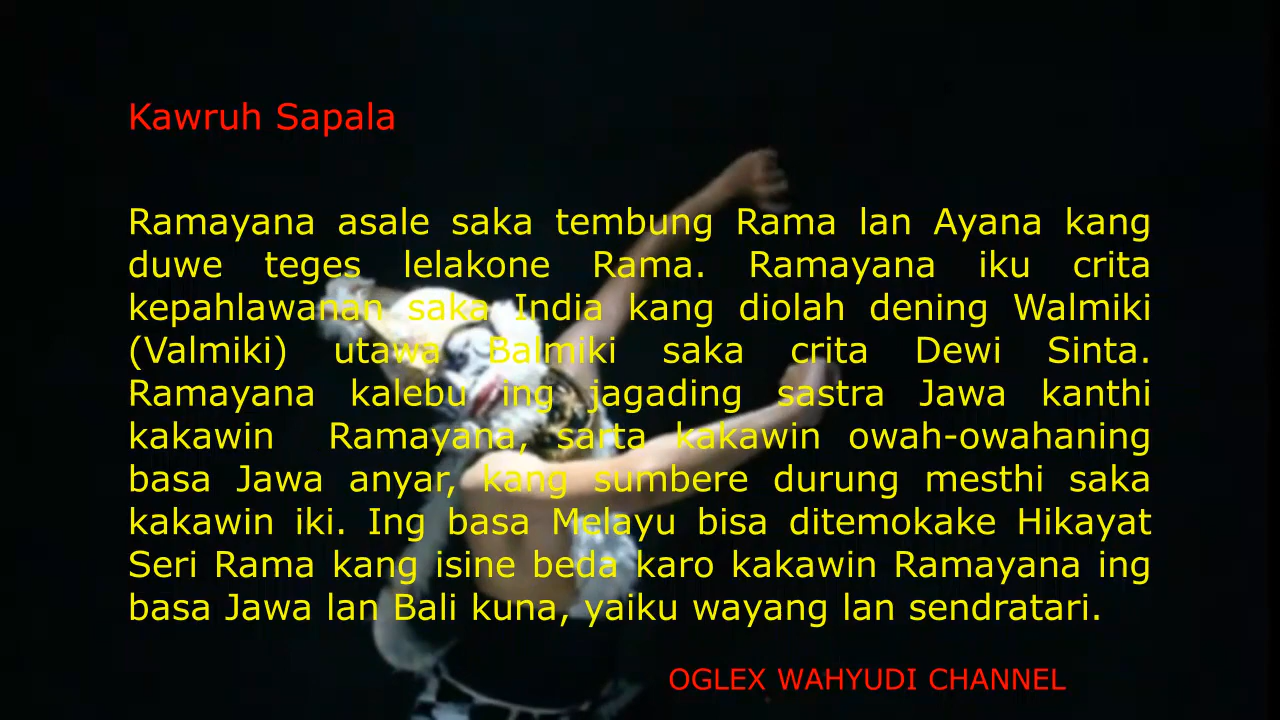 Kawruh Sapala
Ramayana asale saka tembung Rama lan Ayana kang
duwe teges lelakone Rama. Ramayana iku crita
kepahlawanan saka India kang diolah dening Walmiki
(Valmiki) utawa Balmiki saka crita Dewi Sinta.
Ramayana kalebu ing jagading sastra Jawa kanthi
kakawin Ramayana, sarta kakawin owah-owahaning
basa Jawa anyar, kang sumbere durung mesthi saka
kakawin iki. Ing basa Melayu bisa ditemokake Hikayat
Seri Rama kang isine beda karo kakawin Ramayana ing
basa Jawa lan Bali kuna, yaiku wayang lan sendratari.
OGLEX WAHYUDI CHANNEL